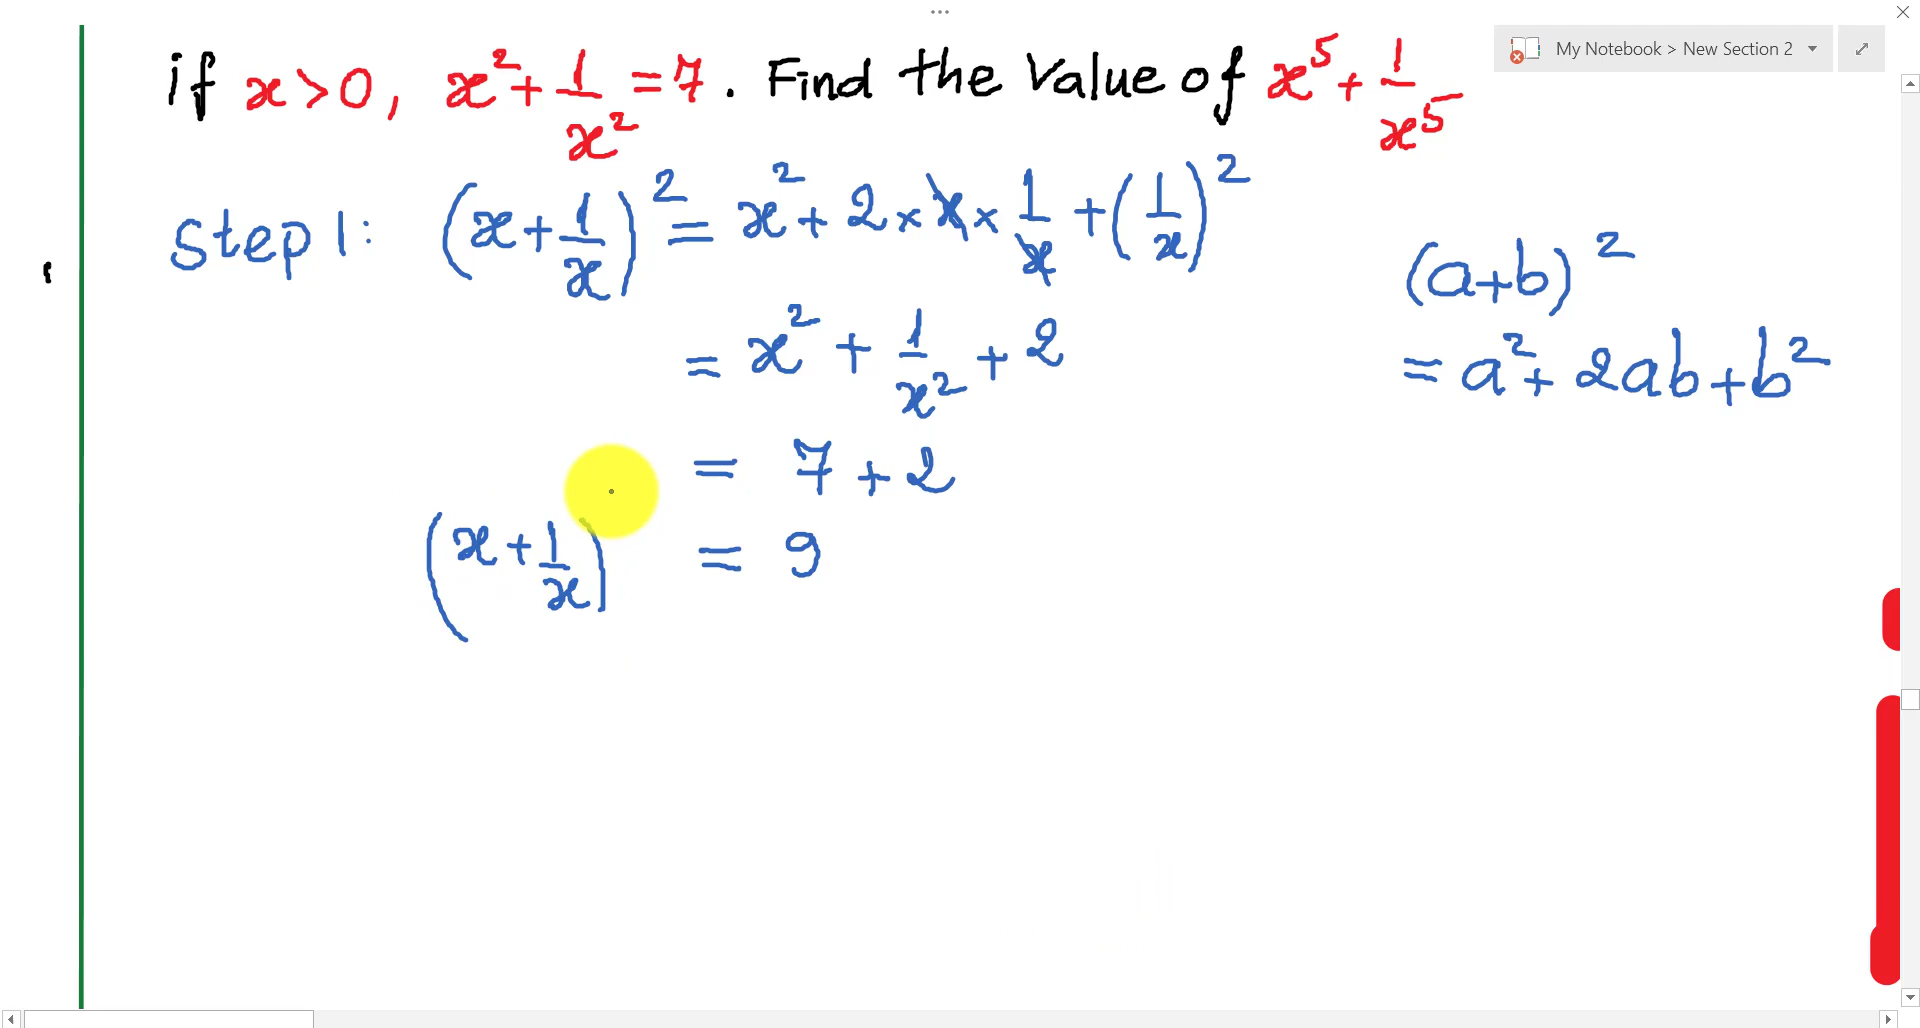 ...
My Notebook > New Section 2
if x>0, x² + 1/x² = 7. Find the value of x⁵ + 1/x⁵
Step 1: (x + 1/x)² = x² + 2 × x × 1/x + (1/x)²
= x² + 1/x² + 2
= 7 + 2
(x + 1/x) = 9
(a+b)²
= a² + 2ab + b²